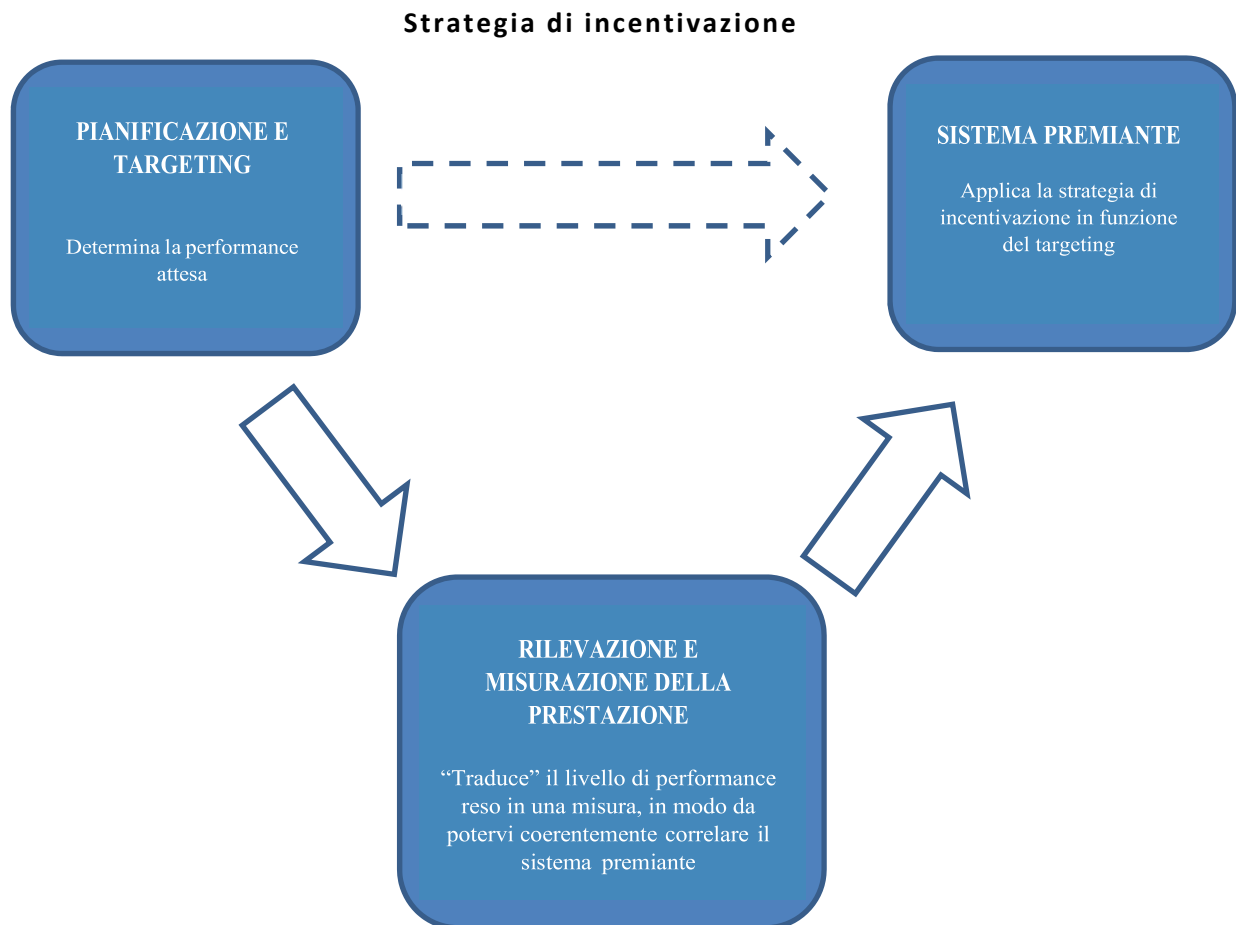 Strategia di incentivazione
PIANIFICAZIONE E
TARGETING
Determina la performance
attesa
SISTEMA PREMIANTE
Applica la strategia di
incentivazione in funzione
del targeting
RILEVAZIONE E
MISURAZIONE DELLA
PRESTAZIONE
“Traduce” il livello di performance
reso in una misura, in modo da
potervi coerentemente correlare il
sistema premiante